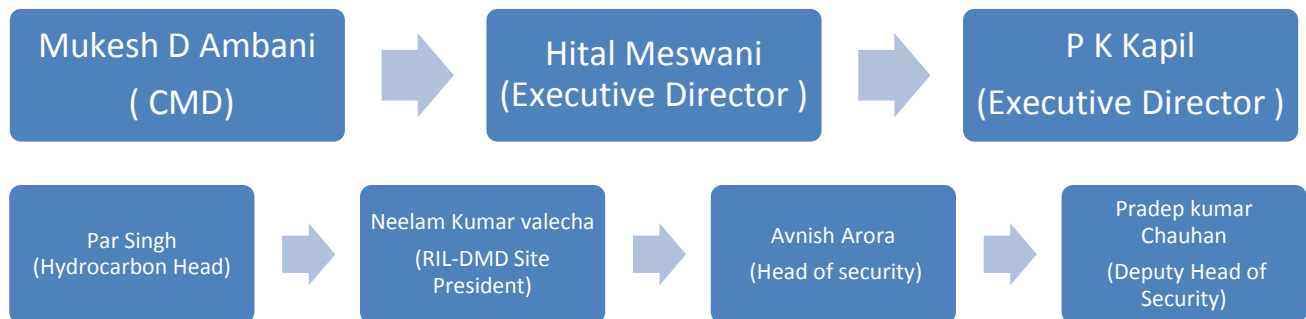 Mukesh D Ambani
( CMD)
Hital Meswani
(Executive Director )
P K Kapil
(Executive Director )
Par Singh
(Hydrocarbon Head)
Neelam Kumar valecha
(RIL-DMD Site
President)
Avnish Arora
(Head of security)
Pradep kumar
Chauhan
(Deputy Head of
Security)